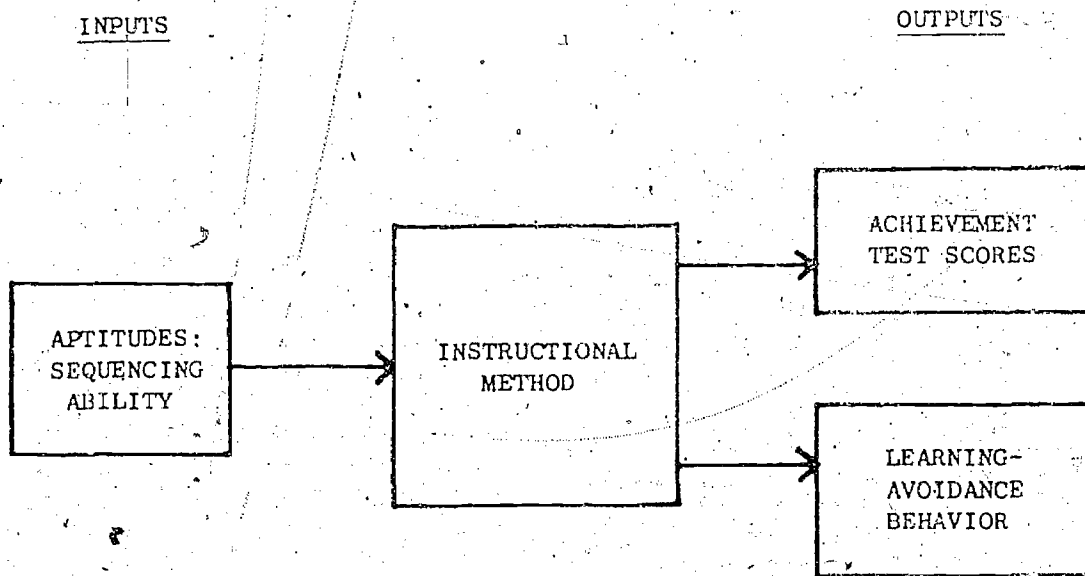 INPUTS
OUTPUTS
ACHIEVEMENT
TEST SCORES
APTITUDES:
SEQUENCING
ABILITY
INSTRUCTIONAL
METHOD
LEARNING-
AVOIDANCE
BEHAVIOR